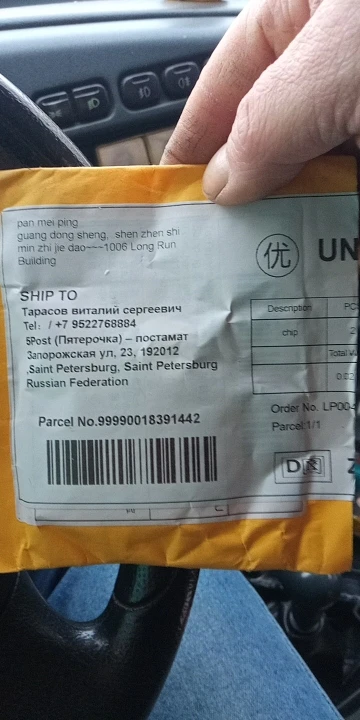 pan mei ping
guang dong sheng, shen zhen shi
min zhi jie dao~~~1006 Long Run
Building
优
UN
SHIP TO
Тарасов виталий сергеевич
Tel: / +7 9522768884
5Post (Пятерочка) – постамат
Запорожская ул, 23, 192012
,Saint Petersburg, Saint Petersburg
Russian Federation
Description PC
chip 2
Total
Parcel No.99990018391442
Order No. LP00
Parcel:1/1
D